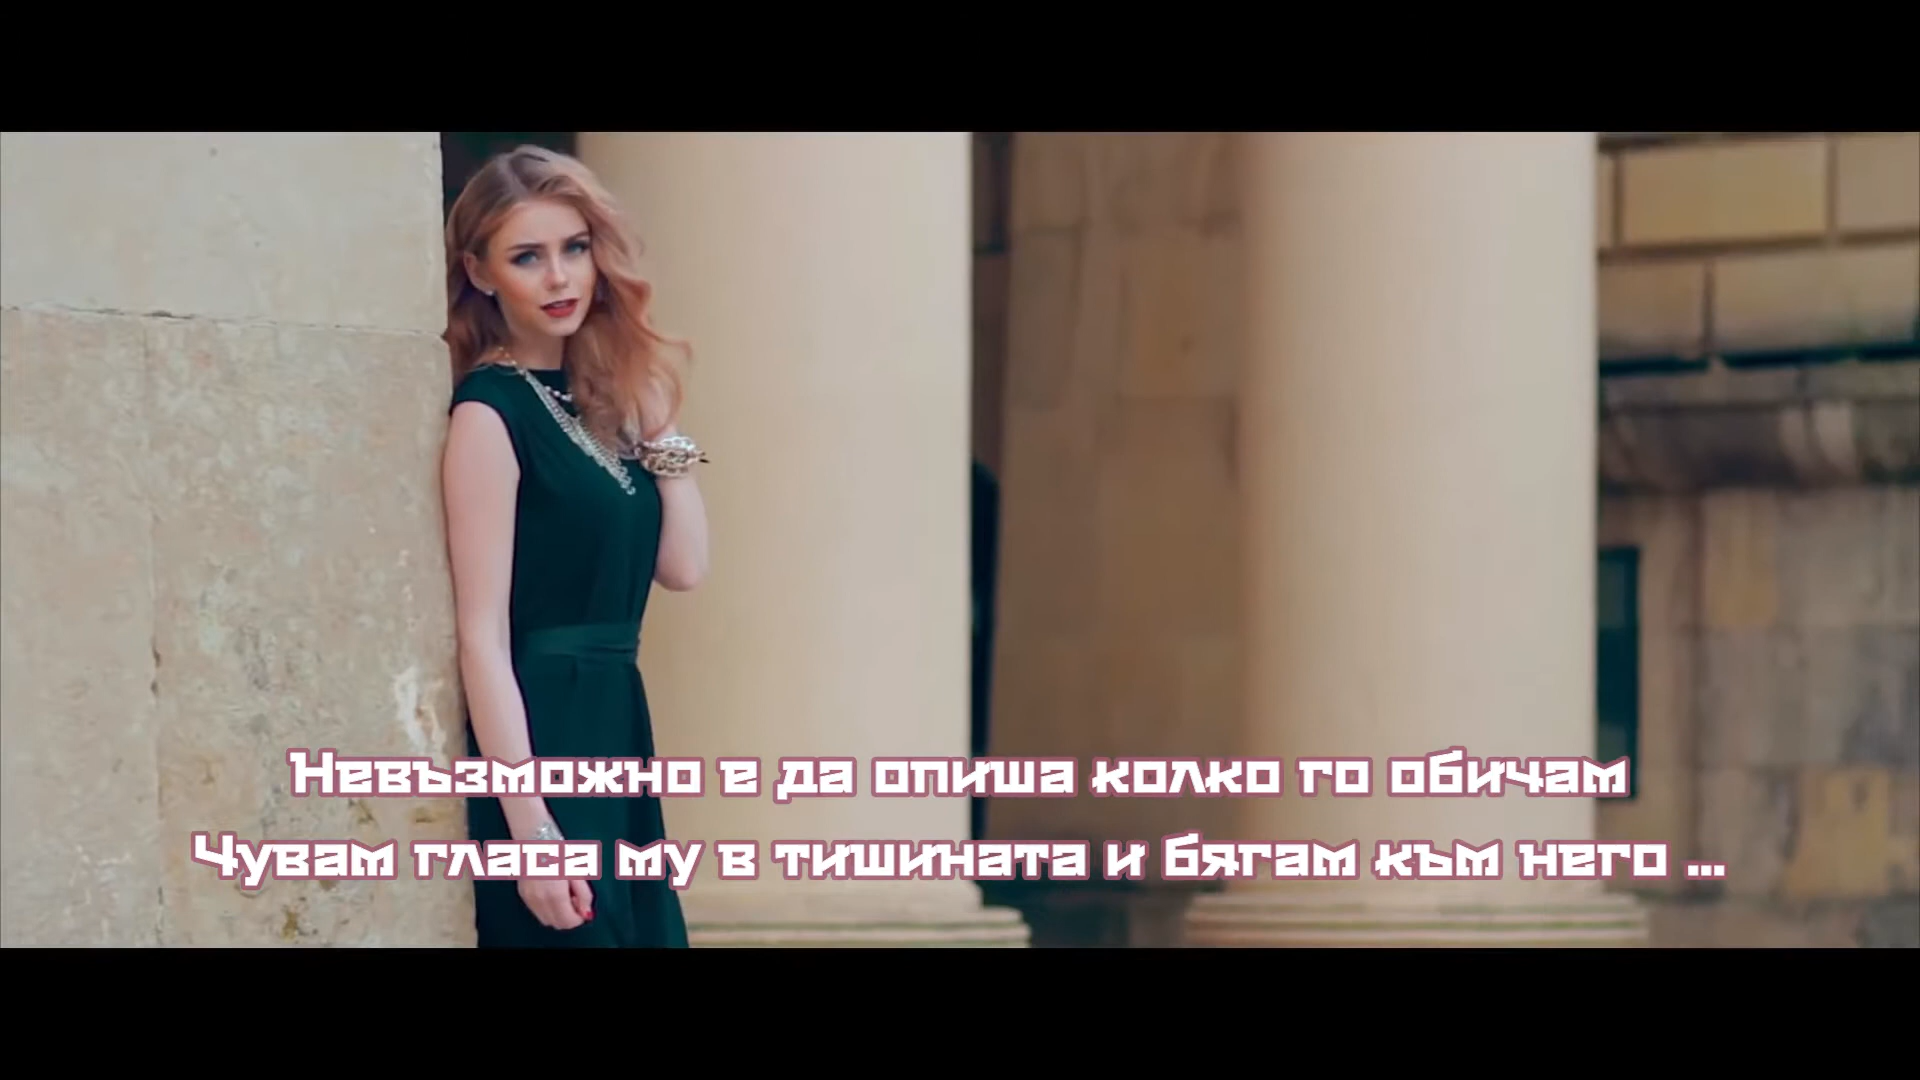 Невъзможно е да опиша колко го обичам
Чувам гласа му в тишината и бягам към него ...